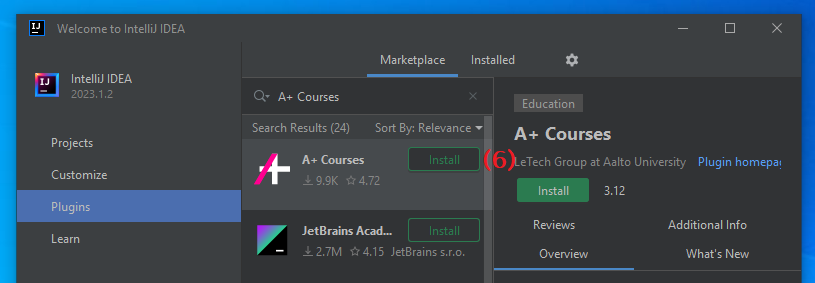 IJ
Welcome to IntelliJ IDEA
IJ
IntelliJ IDEA
2023.1.2
Projects
Customize
Plugins
Learn
Marketplace
Installed
A+ Courses
Search Results (24)
Sort By: Relevance
A+ Courses
Install
9.9K
4.72
(6)
JetBrains Acad...
Install
2.7M
4.15
JetBrains s.r.o.
Education
A+ Courses
LeTech Group at Aalto University
Plugin homepag
Install
3.12
Reviews
Additional Info
Overview
What's New